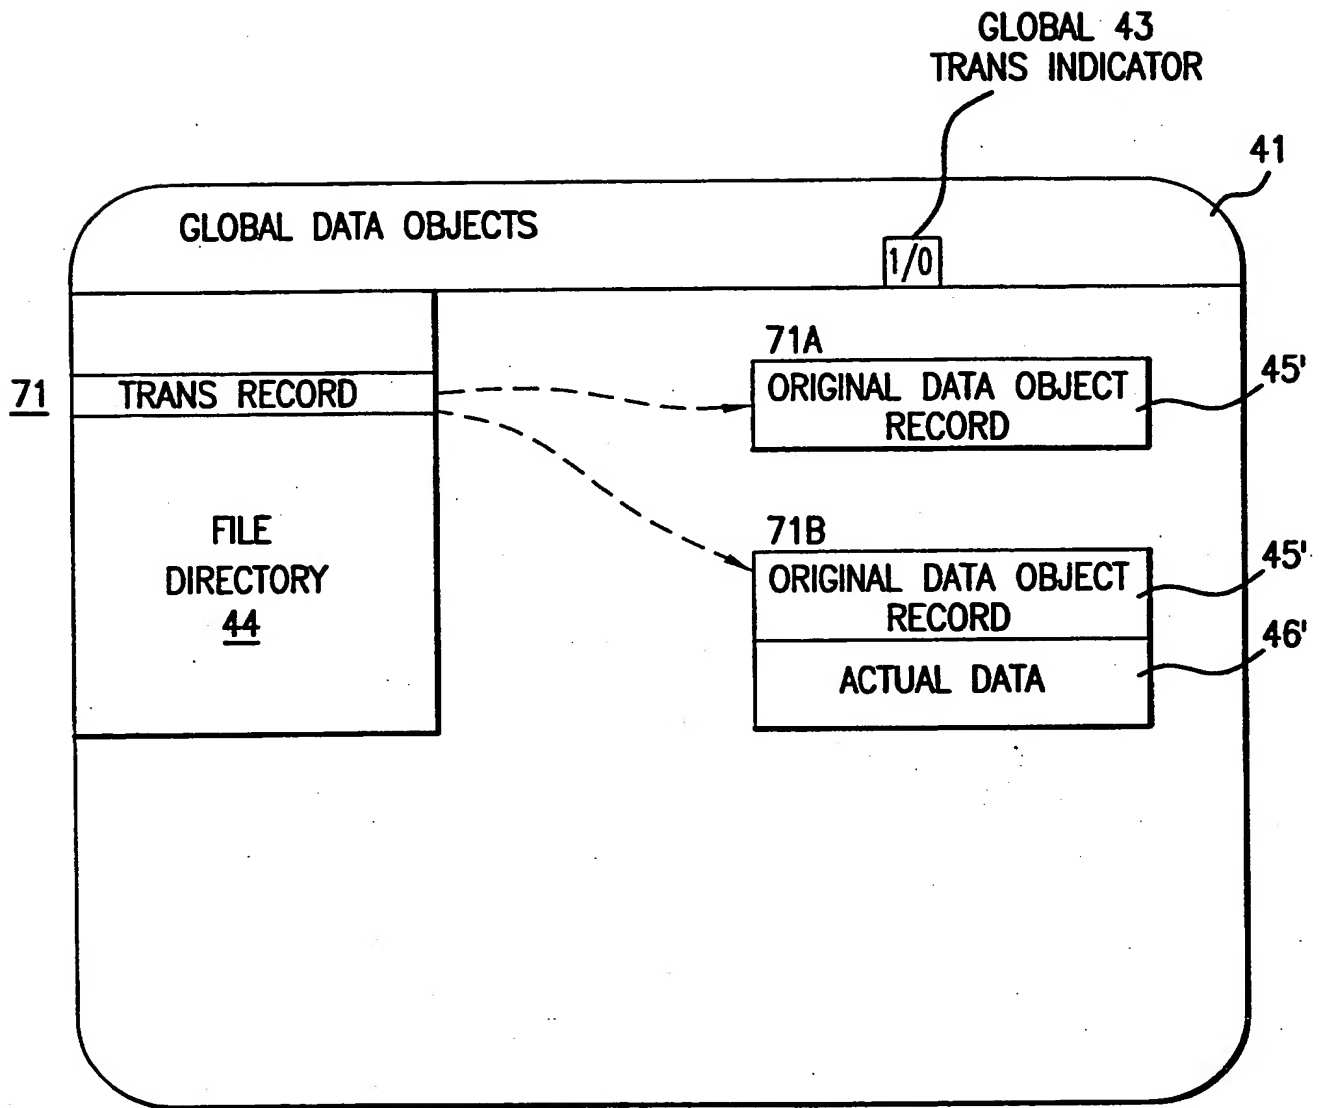 GLOBAL 43
TRANS INDICATOR
41
GLOBAL DATA OBJECTS
1/0
71A
71
TRANS RECORD
ORIGINAL DATA OBJECT
RECORD
45'
FILE
DIRECTORY
44
71B
ORIGINAL DATA OBJECT
RECORD
45'
ACTUAL DATA
46'